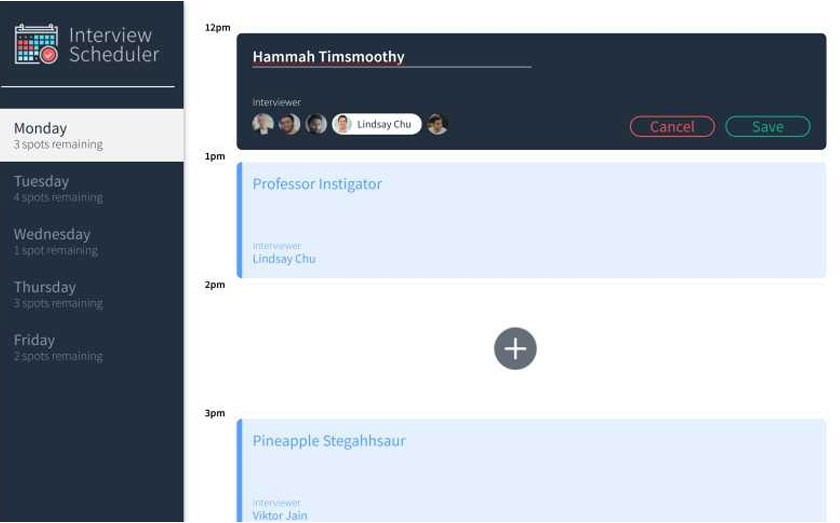 Interview
Scheduler
Monday
3 spots remaining
Tuesday
4 spots remaining
Wednesday
1 spot remaining
Thursday
3 spots remaining
Friday
2 spots remaining
12pm
Hammah Timsmoothy
Interviewer
Lindsay Chu
Cancel Save
1pm
Professor Instigator
Interviewer
Lindsay Chu
2pm
3pm
Pineapple Stegahhsaur
Interviewer
Viktor Jain